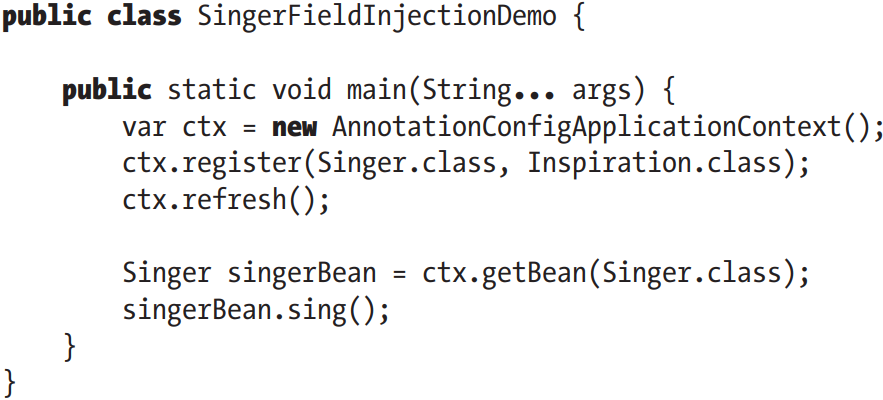 public class SingerFieldInjectionDemo {
    public static void main(String... args) {
        var ctx = new AnnotationConfigApplicationContext();
        ctx.register(Singer.class, Inspiration.class);
        ctx.refresh();
        Singer singerBean = ctx.getBean(Singer.class);
        singerBean.sing();
    }
}